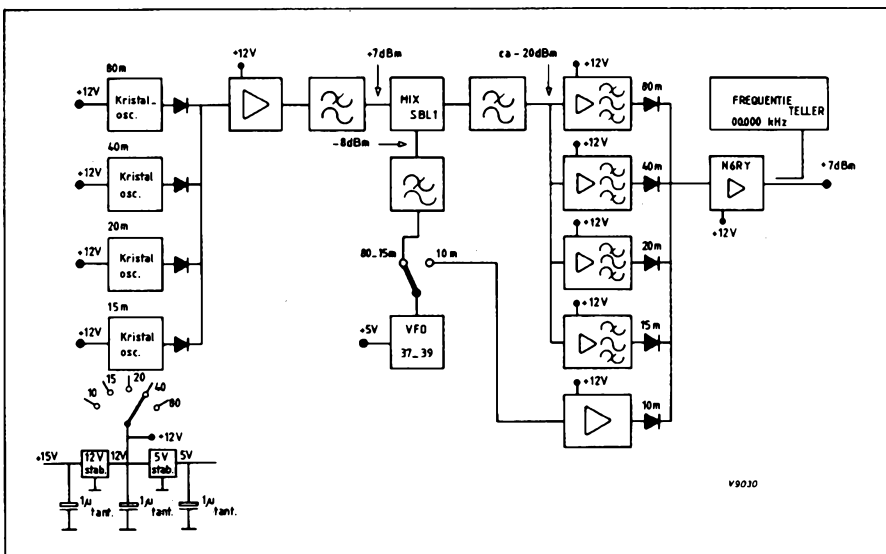 80m
+12V
Kristal_
osc.
40m
+12V
Kristal
osc.
20m
+12V
Kristal
osc.
15m
+12V
Kristal
osc.
+12V
+7dBm
MIX
SBL1
-8dBm
ca -20dBm
80_15m
10m
+5V
VFO
37_39
+12V
80m
+12V
40m
+12V
20m
+12V
15m
+12V
10m
FREQUENTIE
TELLER
00.000 kHz
N6RY
+7dBm
+12V
10
15
20
40
80
+12V
+15V
12V
stab.
12V
5V
stab.
5V
1µ
tant.
1µ
tant.
1µ
tant.
V9030